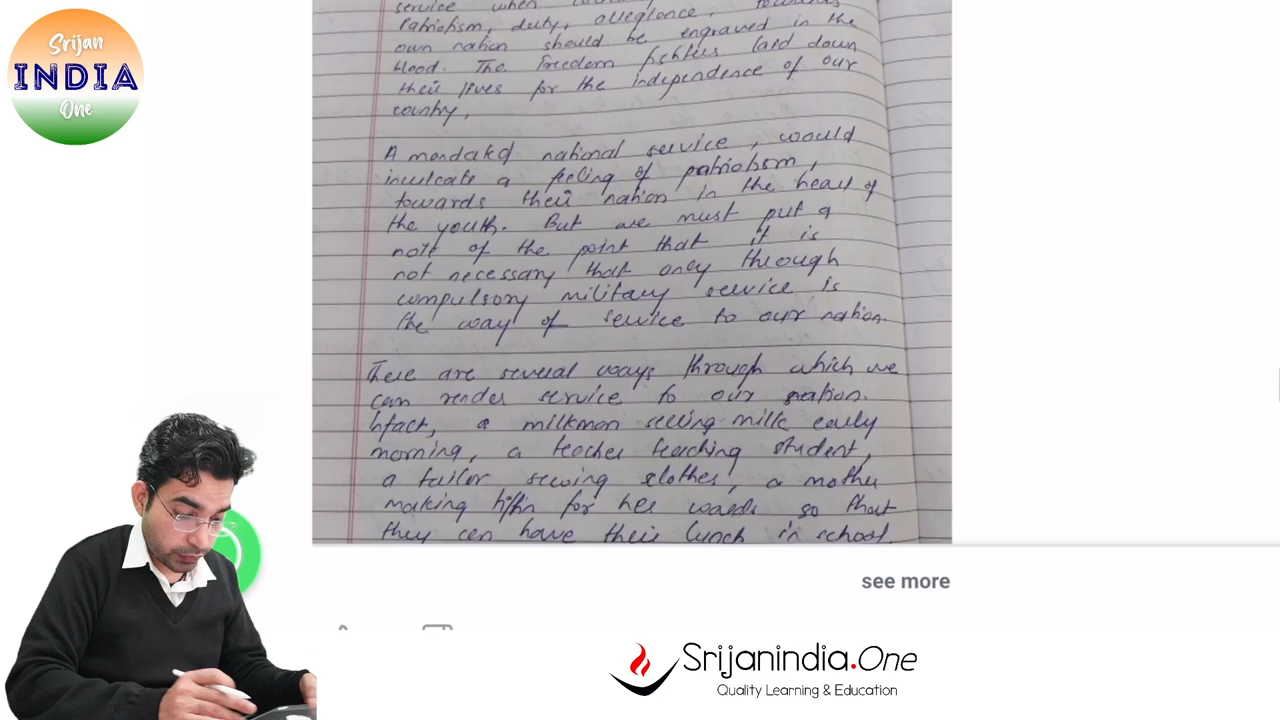 Srijan
INDIA
One
service when
Patriotism, duty, allegiance, towards
own nation should be engraved in the
blood. The freedom fighters laid down
their lives for the independence of our
country,
A national service, would
inculcate a feeling of patriotism,
towards their nation in the heart of
the youth. But we must put a
note of the point that it is
not necessary that only through
compulsory military service is
the way of service to our nation.
There are several ways through which we
can render service to our nation.
Infact, a milkman selling milk early
morning, a teacher teaching student,
a tailor sewing clothes, a mother
making tiffin for her wards so that
they can have their lunch in school.
see more
Srijanindia.One
Quality Learning & Education